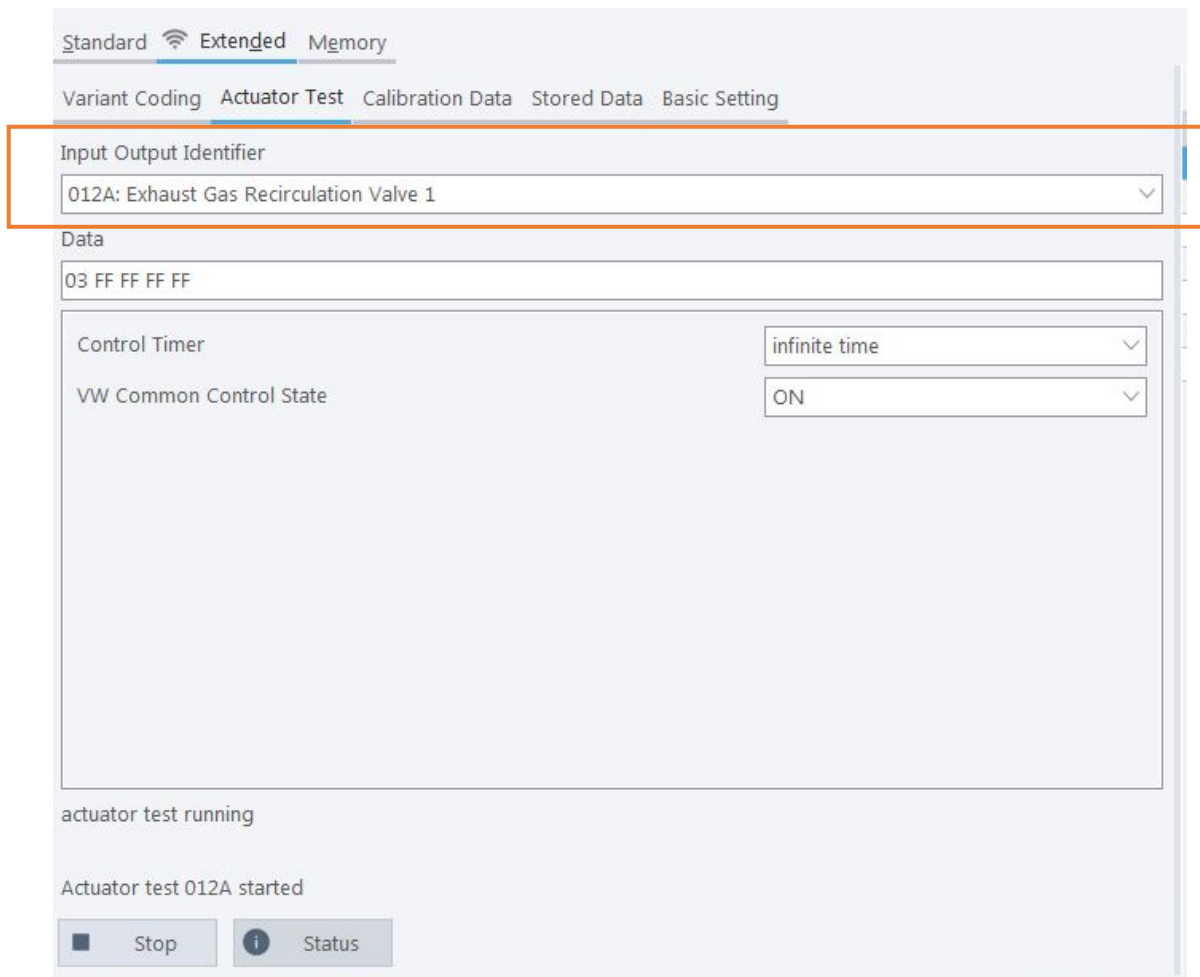 Standard Extended Memory
Variant Coding Actuator Test Calibration Data Stored Data Basic Setting
Input Output Identifier
012A: Exhaust Gas Recirculation Valve 1
Data
03 FF FF FF FF
Control Timer infinite time
VW Common Control State ON
actuator test running
Actuator test 012A started
Stop Status